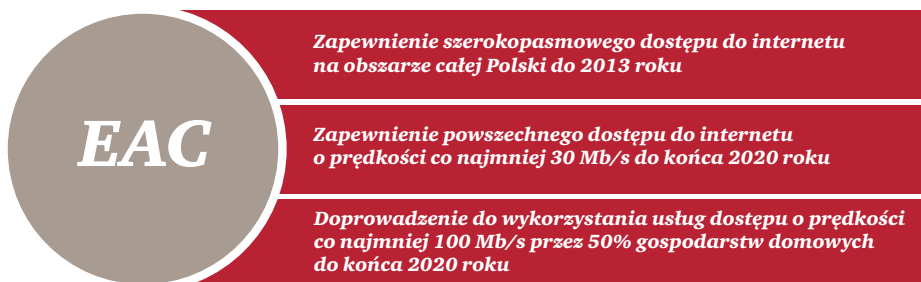 EAC
Zapewnienie szerokopasmowego dostępu do internetu
na obszarze całej Polski do 2013 roku
Zapewnienie powszechnego dostępu do internetu
o prędkości co najmniej 30 Mb/s do końca 2020 roku
Doprowadzenie do wykorzystania usług dostępu o prędkości
co najmniej 100 Mb/s przez 50% gospodarstw domowych
do końca 2020 roku